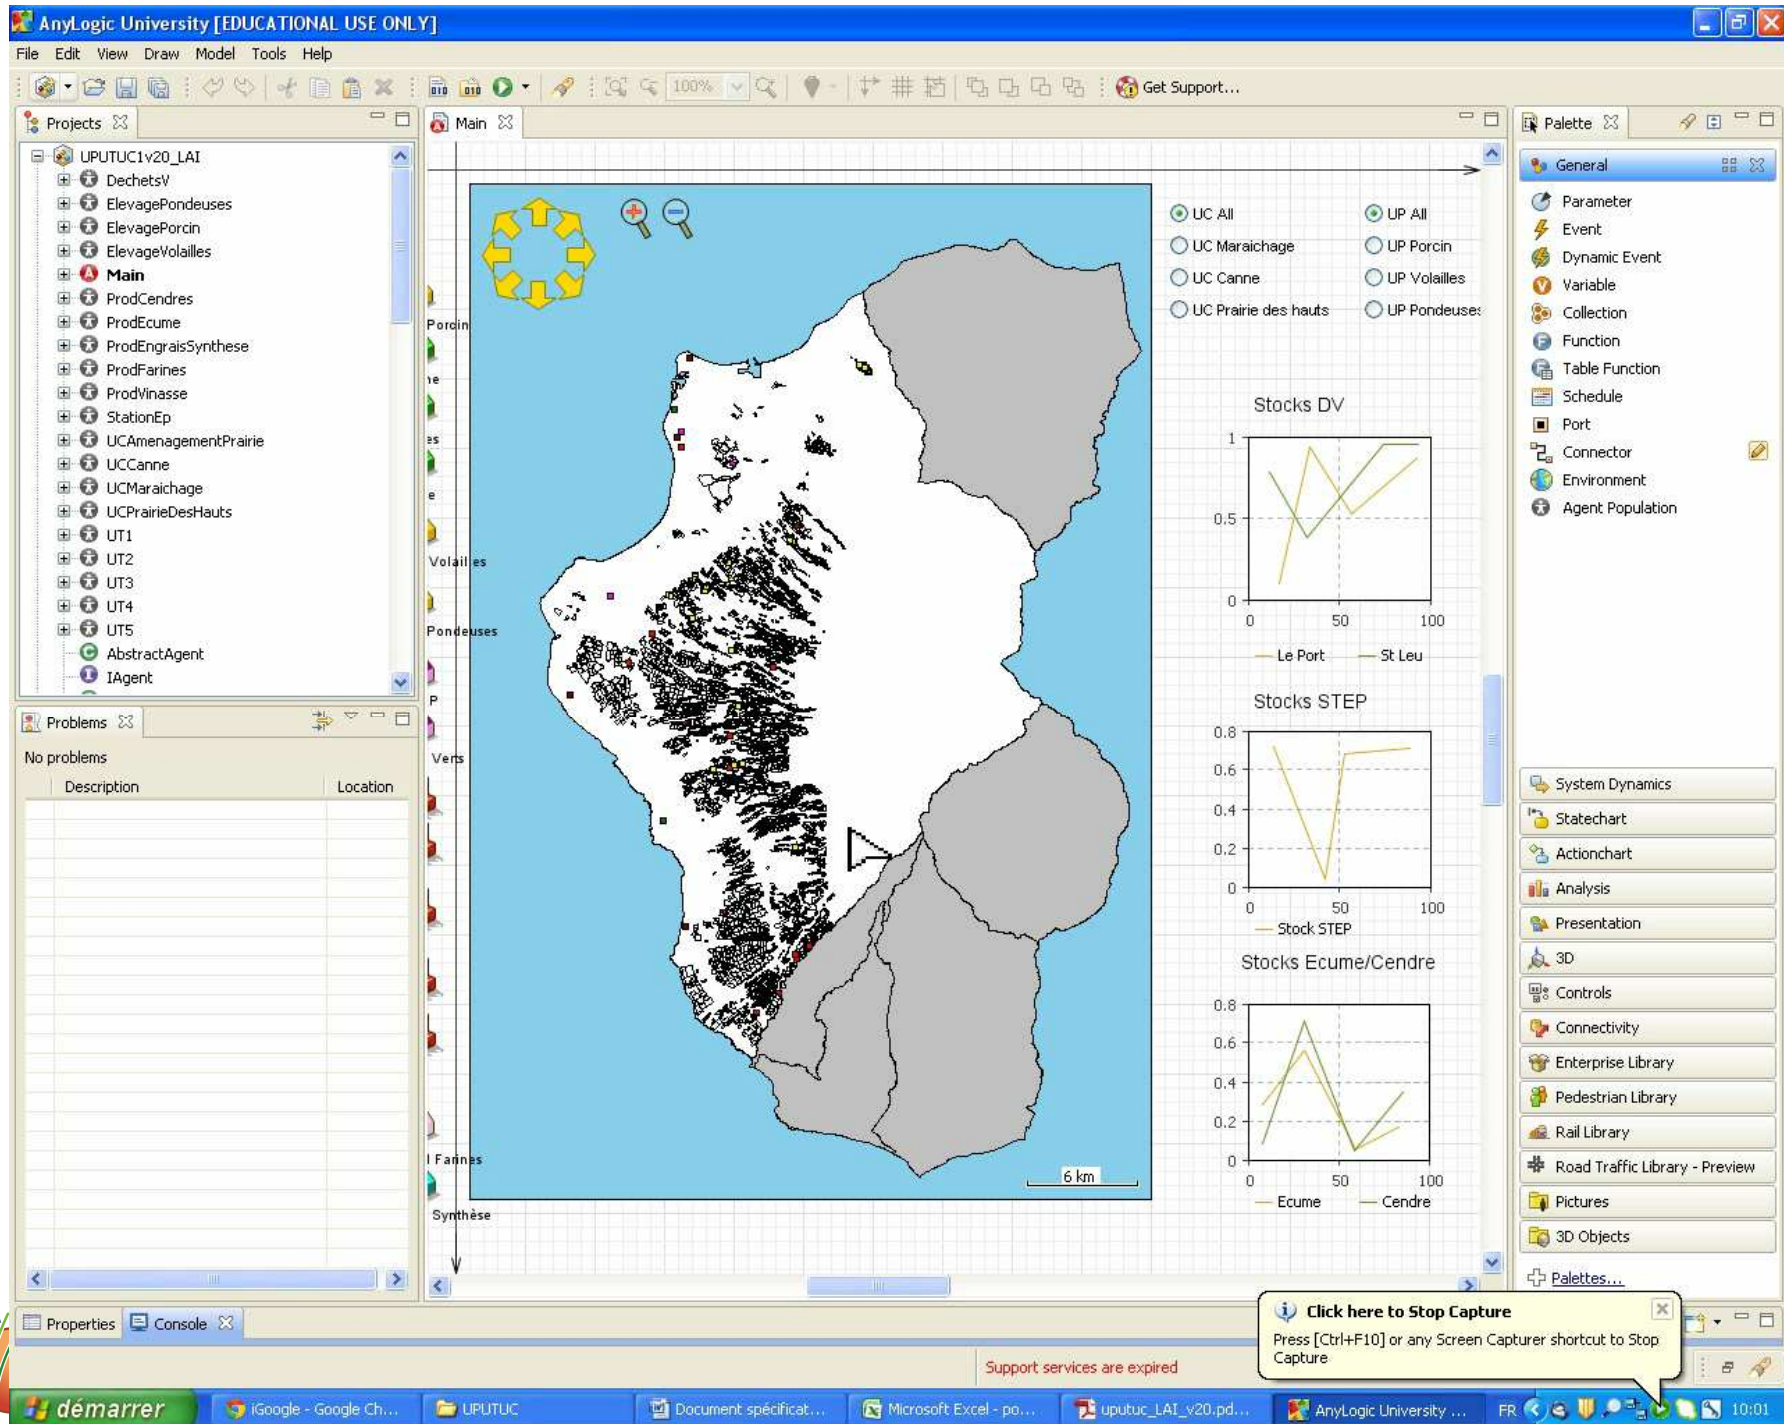 AnyLogic University [EDUCATIONAL USE ONLY]
File Edit View Draw Model Tools Help
100%
Get Support...
Projects
UPUTUC1v20_LAI
DechetsV
ElevagePondeuses
ElevagePorcin
ElevageVolailles
Main
ProdCendres
ProdEcume
ProdEngraisSynthese
ProdFarines
ProdVinasse
StationEp
UCAmenagementPrairie
UCCanne
UCMaraichage
UCPrairieDesHauts
UT1
UT2
UT3
UT4
UT5
AbstractAgent
IAgent
Problems
No problems
Description Location
Main
Porcin
ne
es
e
Volailles
Pondeuses
P
Verts
l Farines
Synthèse
6 km
UC All UP All
UC Maraichage UP Porcin
UC Canne UP Volailles
UC Prairie des hauts UP Pondeuses
Stocks DV
1
0.5
0
0 50 100
Le Port St Leu
Stocks STEP
0.8
0.6
0.4
0.2
0
0 50 100
Stock STEP
Stocks Ecume/Cendre
0.8
0.6
0.4
0.2
0
0 50 100
Ecume Cendre
Palette
General
Parameter
Event
Dynamic Event
Variable
Collection
Function
Table Function
Schedule
Port
Connector
Environment
Agent Population
System Dynamics
Statechart
Actionchart
Analysis
Presentation
3D
Controls
Connectivity
Enterprise Library
Pedestrian Library
Rail Library
Road Traffic Library - Preview
Pictures
3D Objects
Palettes...
Properties Console
Click here to Stop Capture
Press [Ctrl+F10] or any Screen Capturer shortcut to Stop
Capture
Support services are expired
démarrer iGoogle - Google Ch... UPUTUC Document spécificat... Microsoft Excel - po... uputuc_LAI_v20.pd... AnyLogic University ... FR 10:01